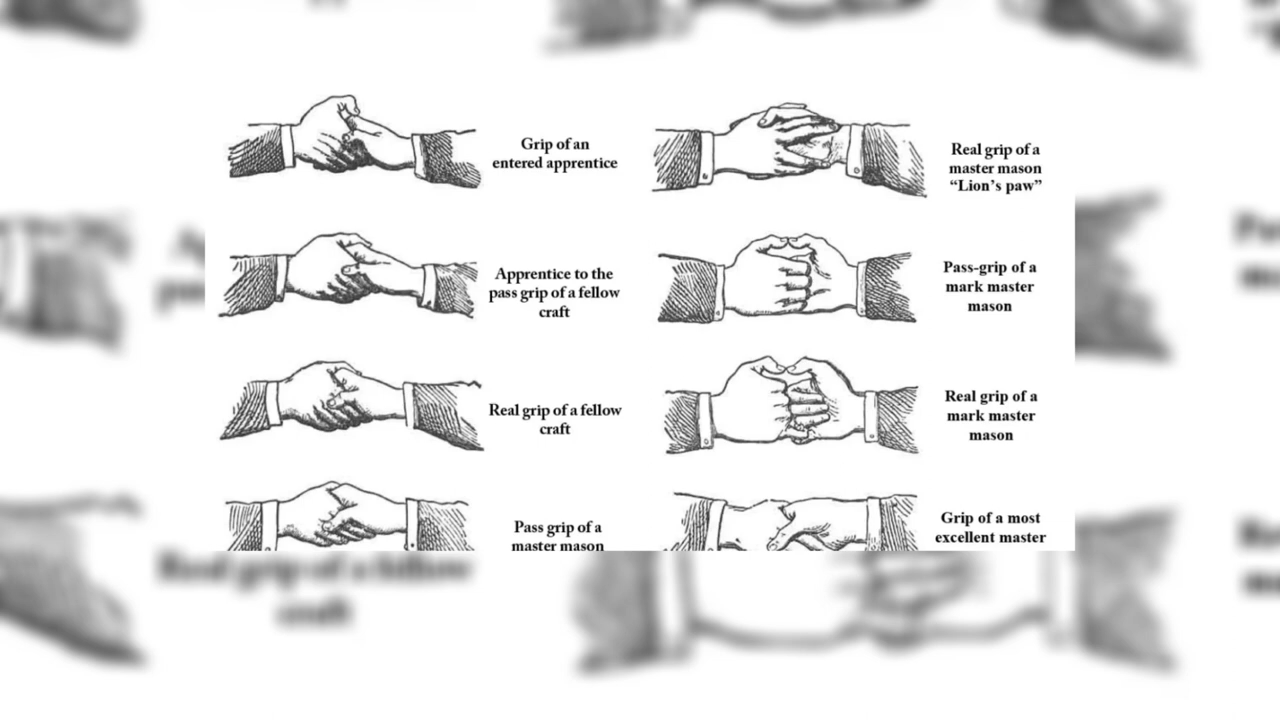 Grip of an
entered apprentice
Apprentice to the
pass grip of a fellow
craft
Real grip of a fellow
craft
Pass grip of a
master mason
Real grip of a
master mason
“Lion’s paw”
Pass-grip of a
mark master
mason
Real grip of a
mark master
mason
Grip of a most
excellent master